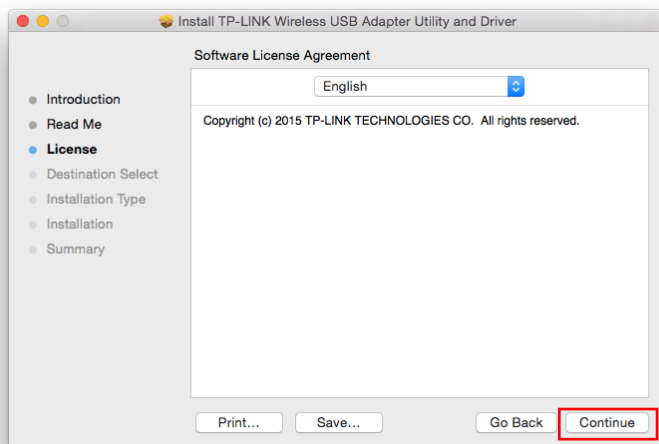 Install TP-LINK Wireless USB Adapter Utility and Driver
Software License Agreement
Introduction
Read Me
License
Destination Select
Installation Type
Installation
Summary
English
Copyright (c) 2015 TP-LINK TECHNOLOGIES CO.  All rights reserved.
Print...
Save...
Go Back
Continue